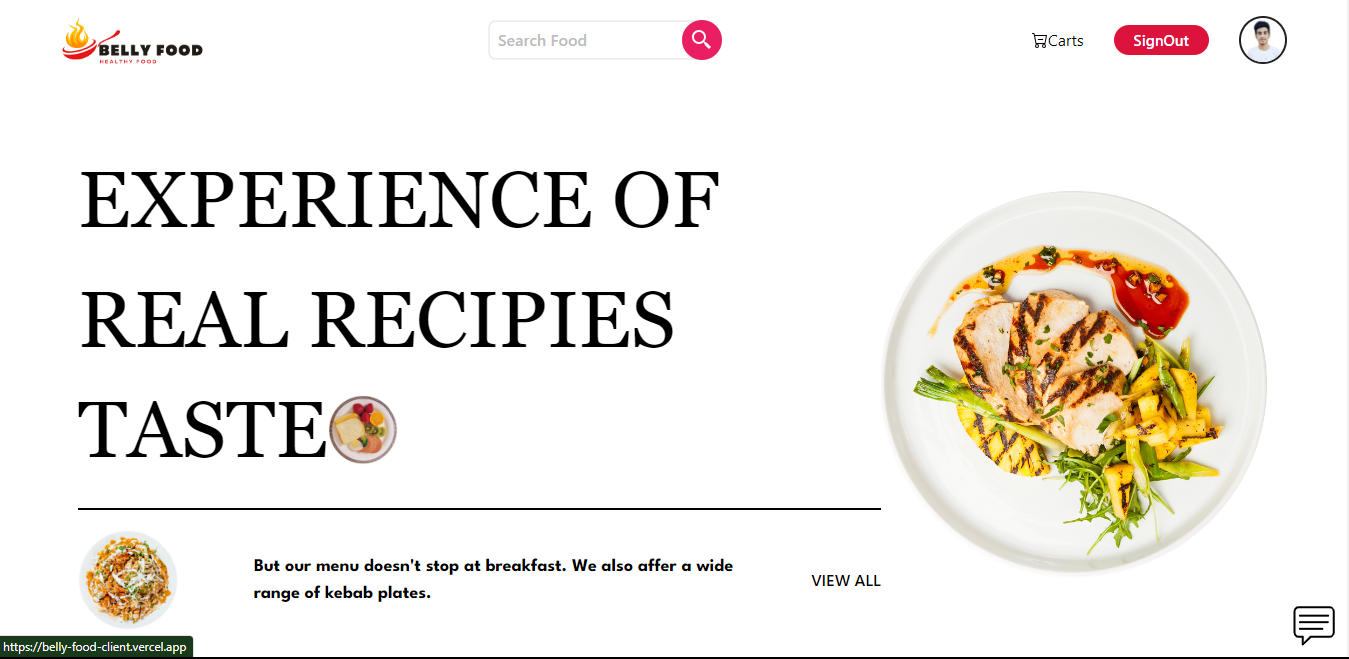 BELLY FOOD
HEALTHY FOOD
Search Food
Carts
SignOut
EXPERIENCE OF
REAL RECIPIES
TASTE
But our menu doesn't stop at breakfast. We also affer a wide
range of kebab plates.
VIEW ALL
https://belly-food-client.vercel.app